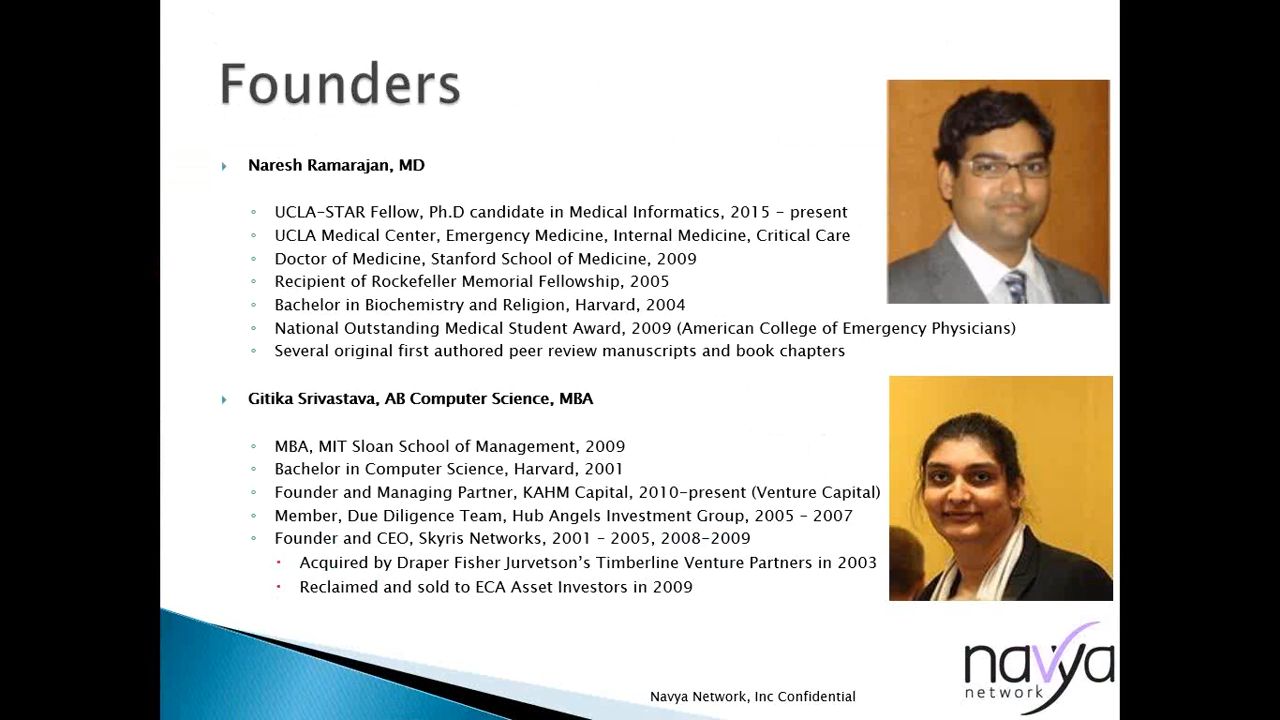 Founders
Naresh Ramarajan, MD
UCLA-STAR Fellow, Ph.D candidate in Medical Informatics, 2015 - present
UCLA Medical Center, Emergency Medicine, Internal Medicine, Critical Care
Doctor of Medicine, Stanford School of Medicine, 2009
Recipient of Rockefeller Memorial Fellowship, 2005
Bachelor in Biochemistry and Religion, Harvard, 2004
National Outstanding Medical Student Award, 2009 (American College of Emergency Physicians)
Several original first authored peer review manuscripts and book chapters
Gitika Srivastava, AB Computer Science, MBA
MBA, MIT Sloan School of Management, 2009
Bachelor in Computer Science, Harvard, 2001
Founder and Managing Partner, KAHM Capital, 2010-present (Venture Capital)
Member, Due Diligence Team, Hub Angels Investment Group, 2005 – 2007
Founder and CEO, Skyris Networks, 2001 – 2005, 2008-2009
Acquired by Draper Fisher Jurvetson’s Timberline Venture Partners in 2003
Reclaimed and sold to ECA Asset Investors in 2009
navya
network
Navya Network, Inc Confidential